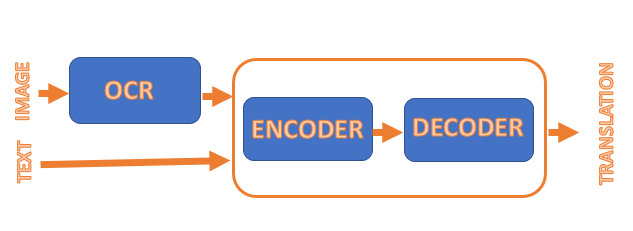 IMAGE
OCR
TEXT
ENCODER
DECODER
TRANSLATION